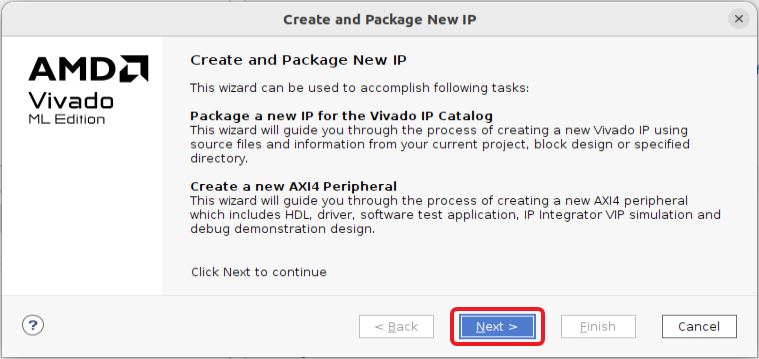 Create and Package New IP
AMD
Vivado
ML Edition
Create and Package New IP
This wizard can be used to accomplish following tasks:
Package a new IP for the Vivado IP Catalog
This wizard will guide you through the process of creating a new Vivado IP using
source files and information from your current project, block design or specified
directory.
Create a new AXI4 Peripheral
This wizard will guide you through the process of creating a new AXI4 peripheral
which includes HDL, driver, software test application, IP Integrator VIP simulation and
debug demonstration design.
Click Next to continue
?
< Back
Next >
Finish
Cancel